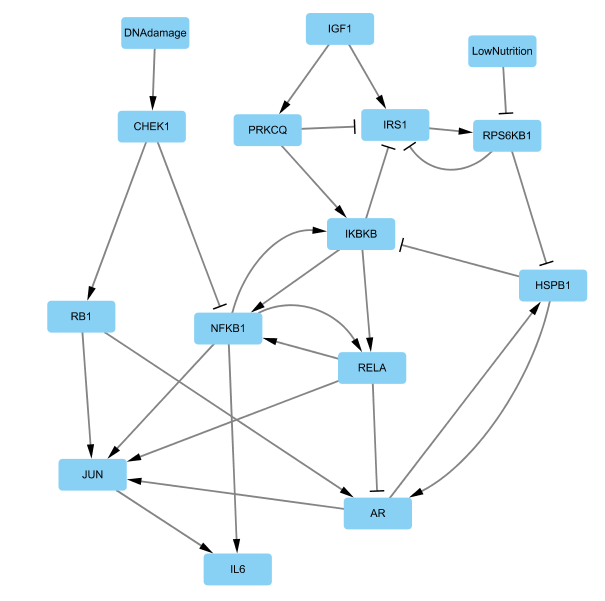 IGF1
DNAdamage
LowNutrition
CHEK1
PRKCQ
IRS1
RPS6KB1
IKBKB
HSPB1
RB1
NFKB1
RELA
JUN
AR
IL6